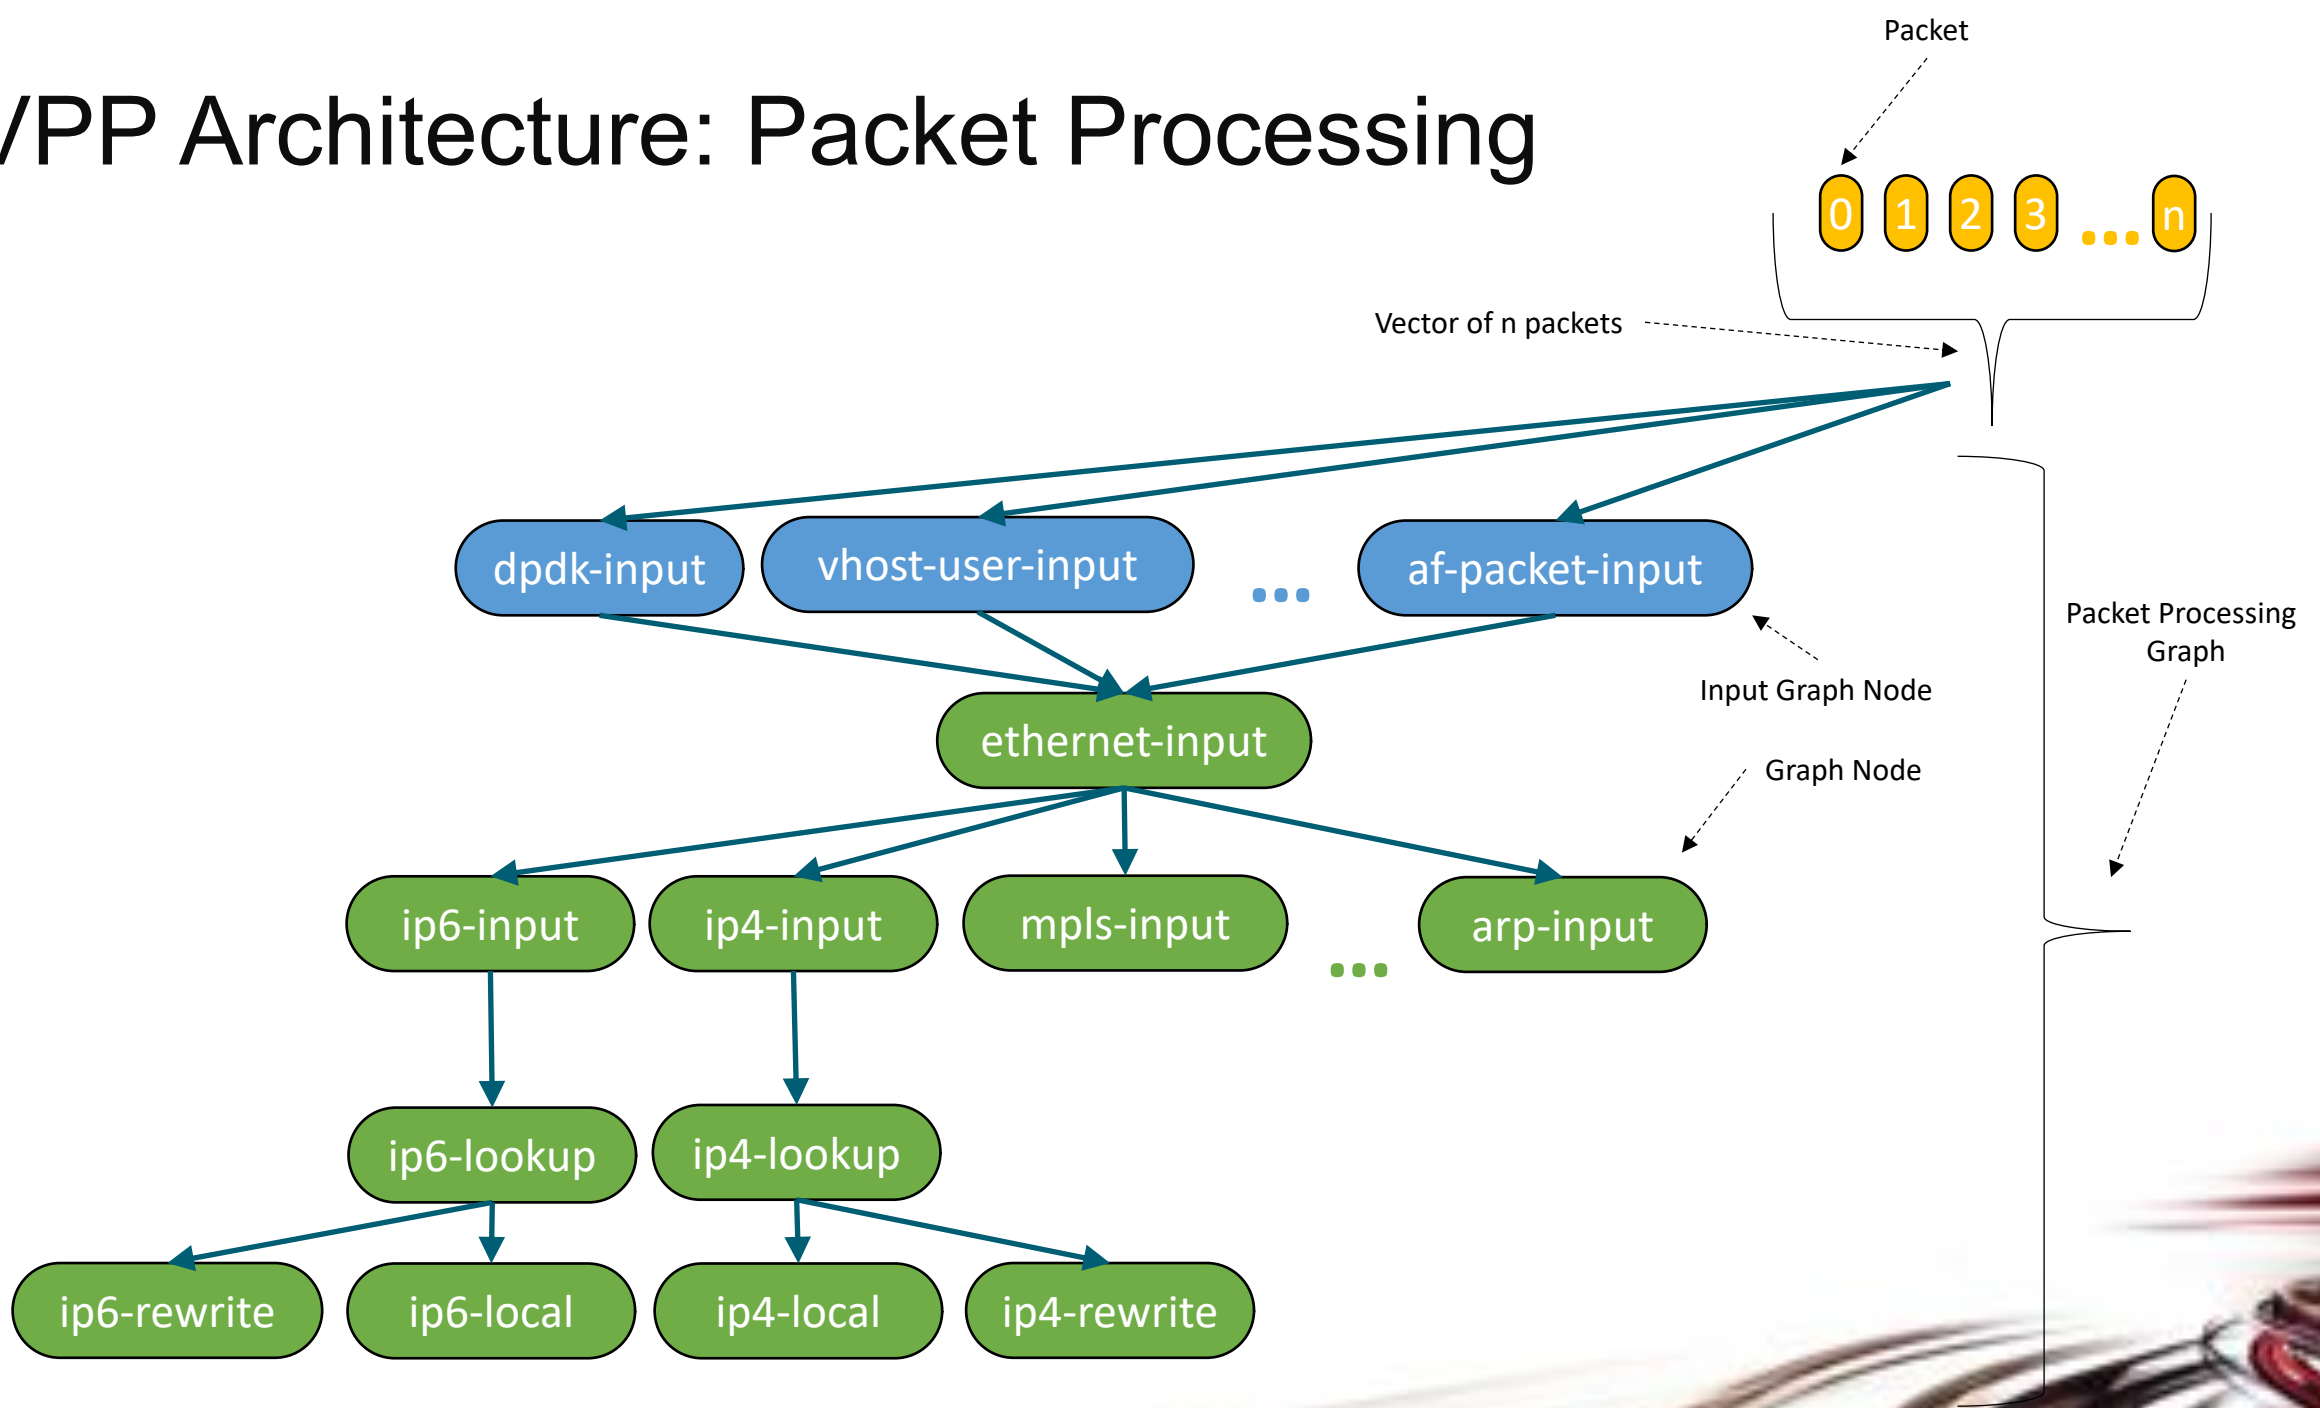 Packet
VPP Architecture: Packet Processing
0 1 2 3 ... n
Vector of n packets
dpdk-input vhost-user-input ... af-packet-input
Packet Processing
Graph
Input Graph Node
ethernet-input
Graph Node
ip6-input ip4-input mpls-input ... arp-input
ip6-lookup ip4-lookup
ip6-rewrite ip6-local ip4-local ip4-rewrite